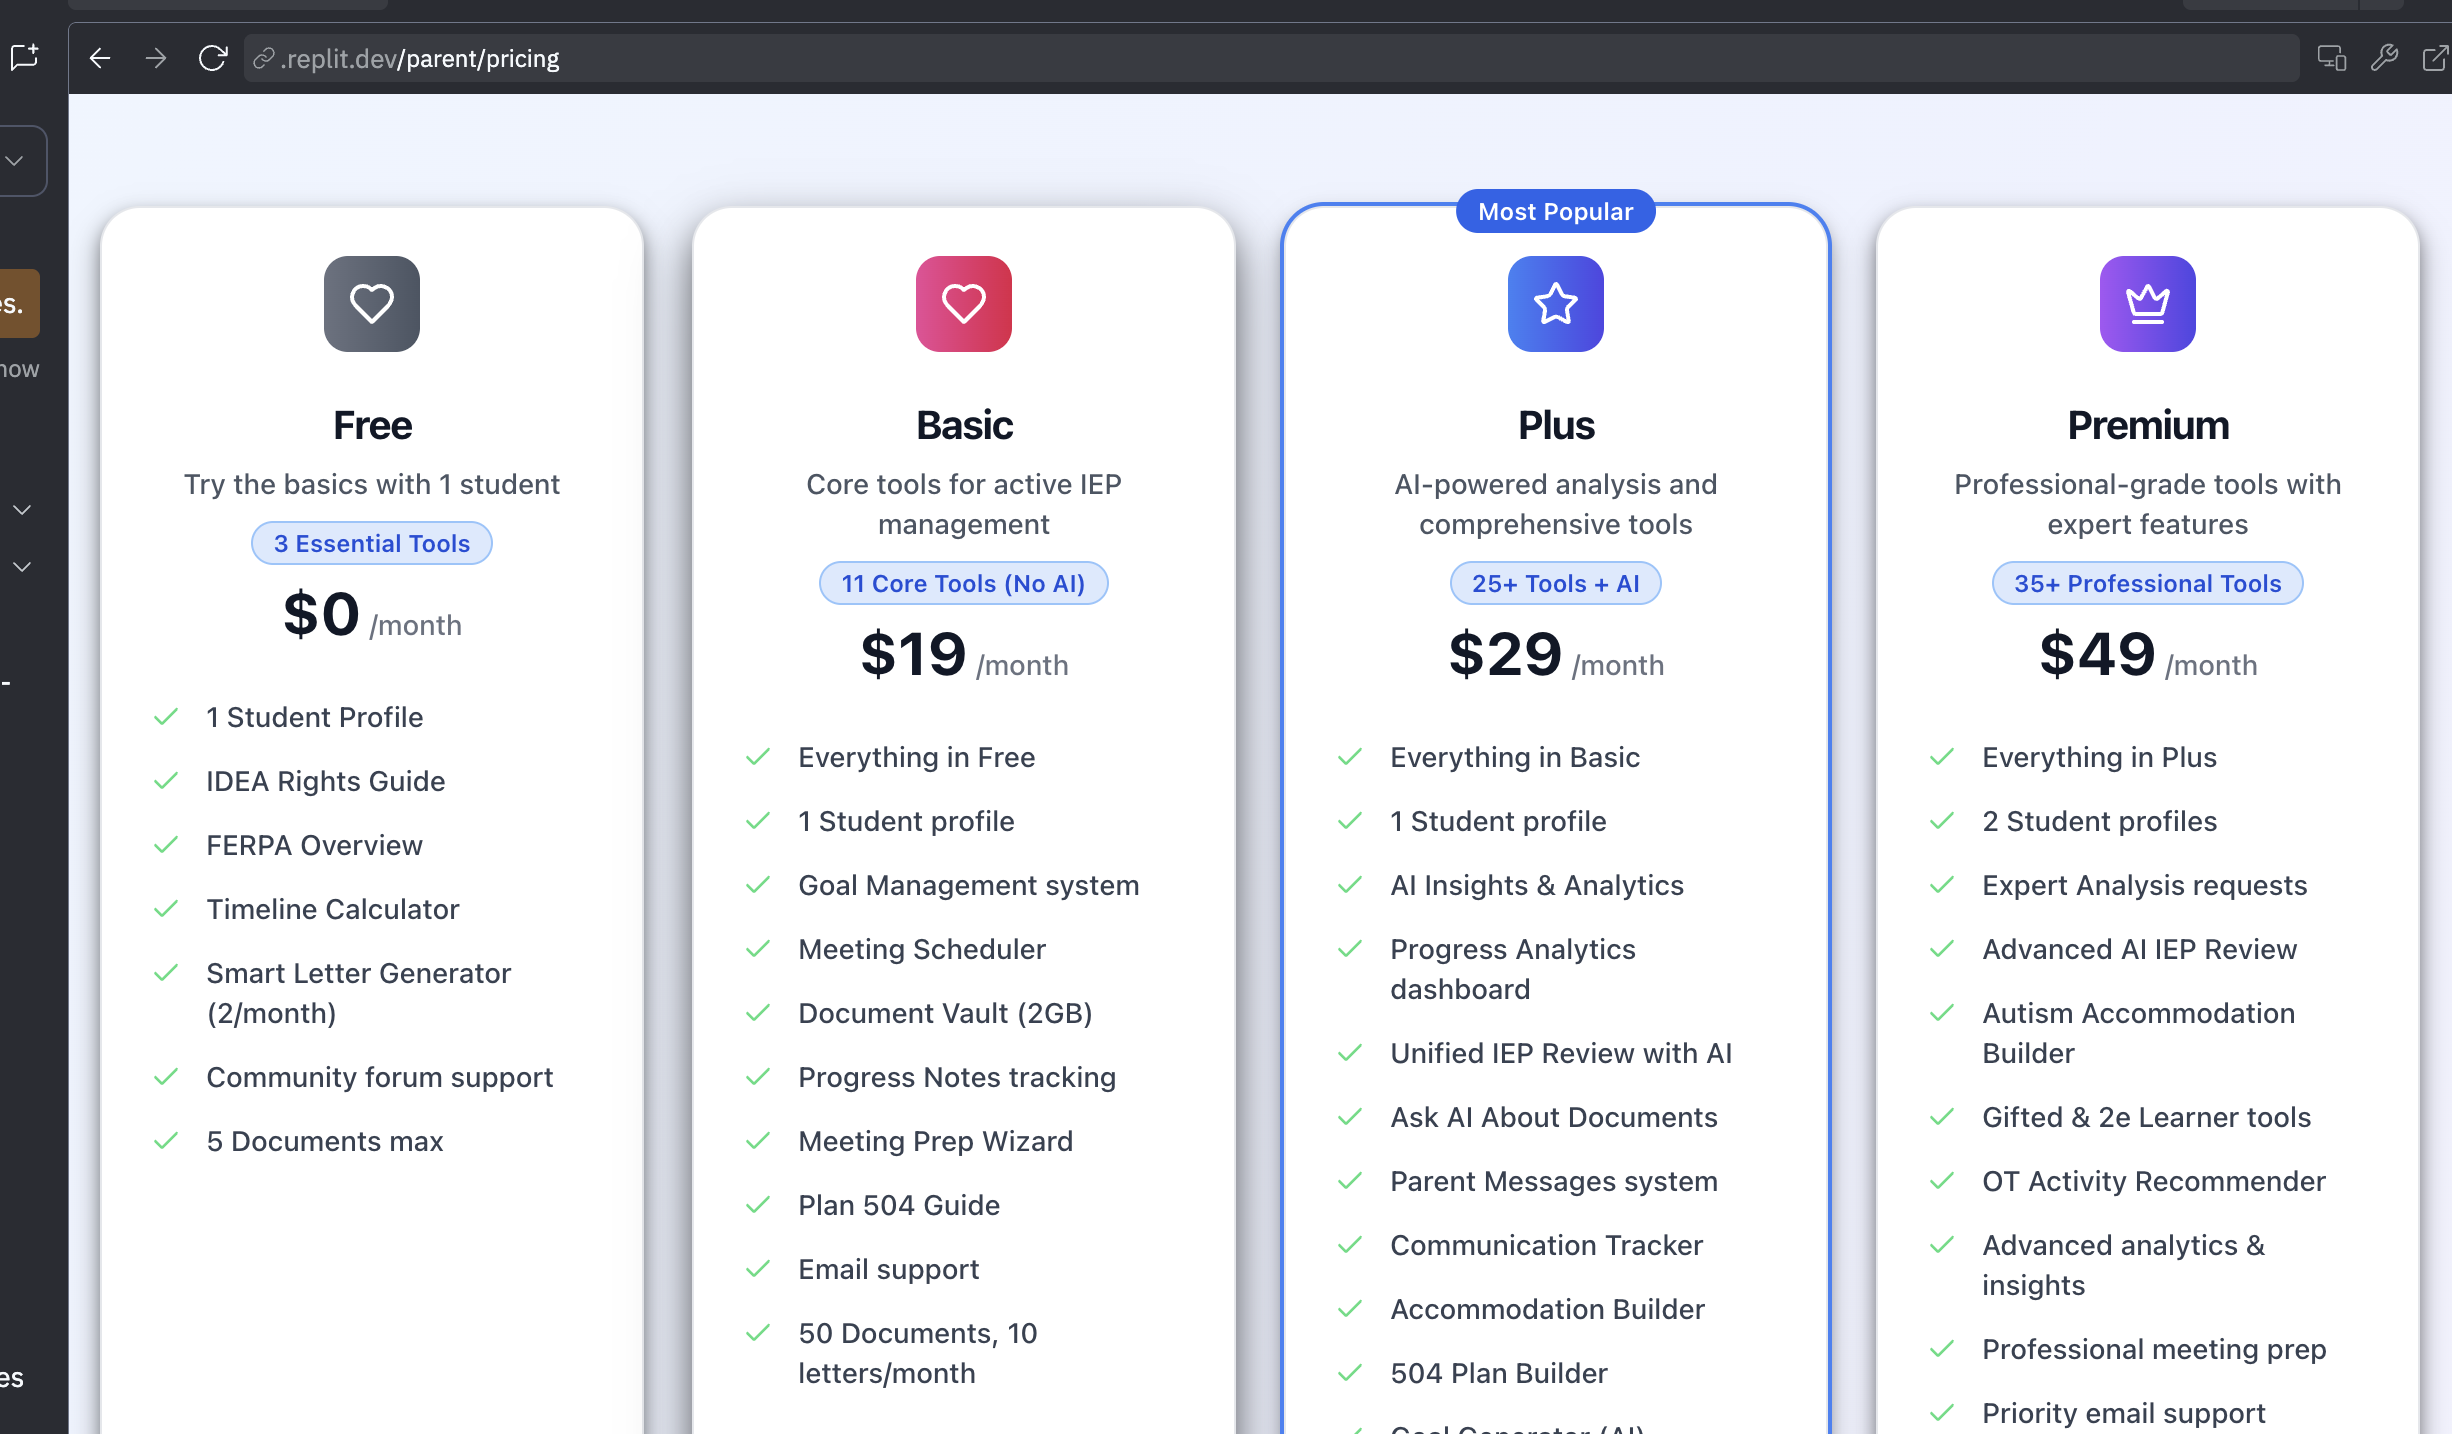 .replit.dev/parent/pricing
es.
now
-
es
Free
Try the basics with 1 student
3 Essential Tools
$0 /month
1 Student Profile
IDEA Rights Guide
FERPA Overview
Timeline Calculator
Smart Letter Generator
(2/month)
Community forum support
5 Documents max
Basic
Core tools for active IEP
management
11 Core Tools (No AI)
$19 /month
Everything in Free
1 Student profile
Goal Management system
Meeting Scheduler
Document Vault (2GB)
Progress Notes tracking
Meeting Prep Wizard
Plan 504 Guide
Email support
50 Documents, 10
letters/month
Most Popular
Plus
AI-powered analysis and
comprehensive tools
25+ Tools + AI
$29 /month
Everything in Basic
1 Student profile
AI Insights & Analytics
Progress Analytics
dashboard
Unified IEP Review with AI
Ask AI About Documents
Parent Messages system
Communication Tracker
Accommodation Builder
504 Plan Builder
Goal Generator (AI)
Premium
Professional-grade tools with
expert features
35+ Professional Tools
$49 /month
Everything in Plus
2 Student profiles
Expert Analysis requests
Advanced AI IEP Review
Autism Accommodation
Builder
Gifted & 2e Learner tools
OT Activity Recommender
Advanced analytics &
insights
Professional meeting prep
Priority email support